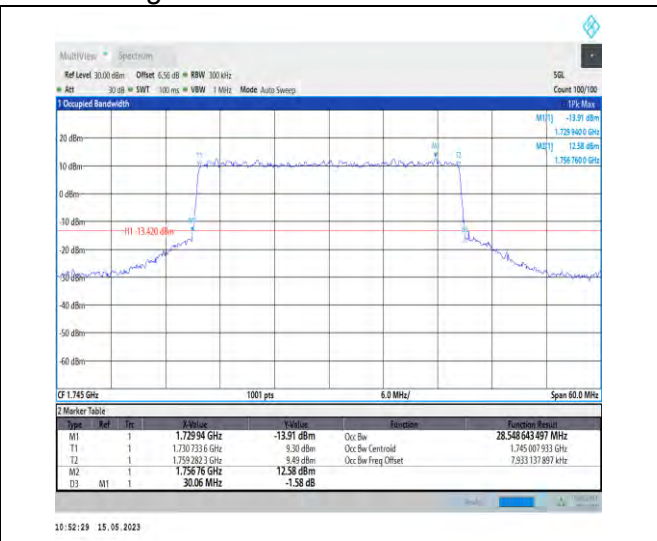 MultiView Spectrum
Ref Level 30.00 dBm Offset 6.56 dB RBW 300 kHz SGL
Att 30 dB SWT 100 ms VBW 1 MHz Mode Auto Sweep Count 100/100
1 Occupied Bandwidth 1Pk Max
M1[1] -13.91 dBm
1.729 940 0 GHz
M2[1] 12.58 dBm
1.756 760 0 GHz
20 dBm
T1 T2
10 dBm
0 dBm
-10 dBm
H1 -13.420 dBm
-20 dBm
-30 dBm
-40 dBm
-50 dBm
-60 dBm
CF 1.745 GHz 1001 pts 6.0 MHz/ Span 60.0 MHz
2 Marker Table
Type Ref Trc X-Value Y-Value Function Function Result
M1 1 1.729 94 GHz -13.91 dBm Occ Bw 28.548 643 497 MHz
T1 1 1.730 733 6 GHz 9.30 dBm Occ Bw Centroid 1.745 007 933 GHz
T2 1 1.759 282 3 GHz 9.49 dBm Occ Bw Freq Offset 7.933 137 897 kHz
M2 1 1.756 76 GHz 12.58 dBm
D3 M1 1 30.06 MHz -1.58 dB
10:52:29 15.05.2023